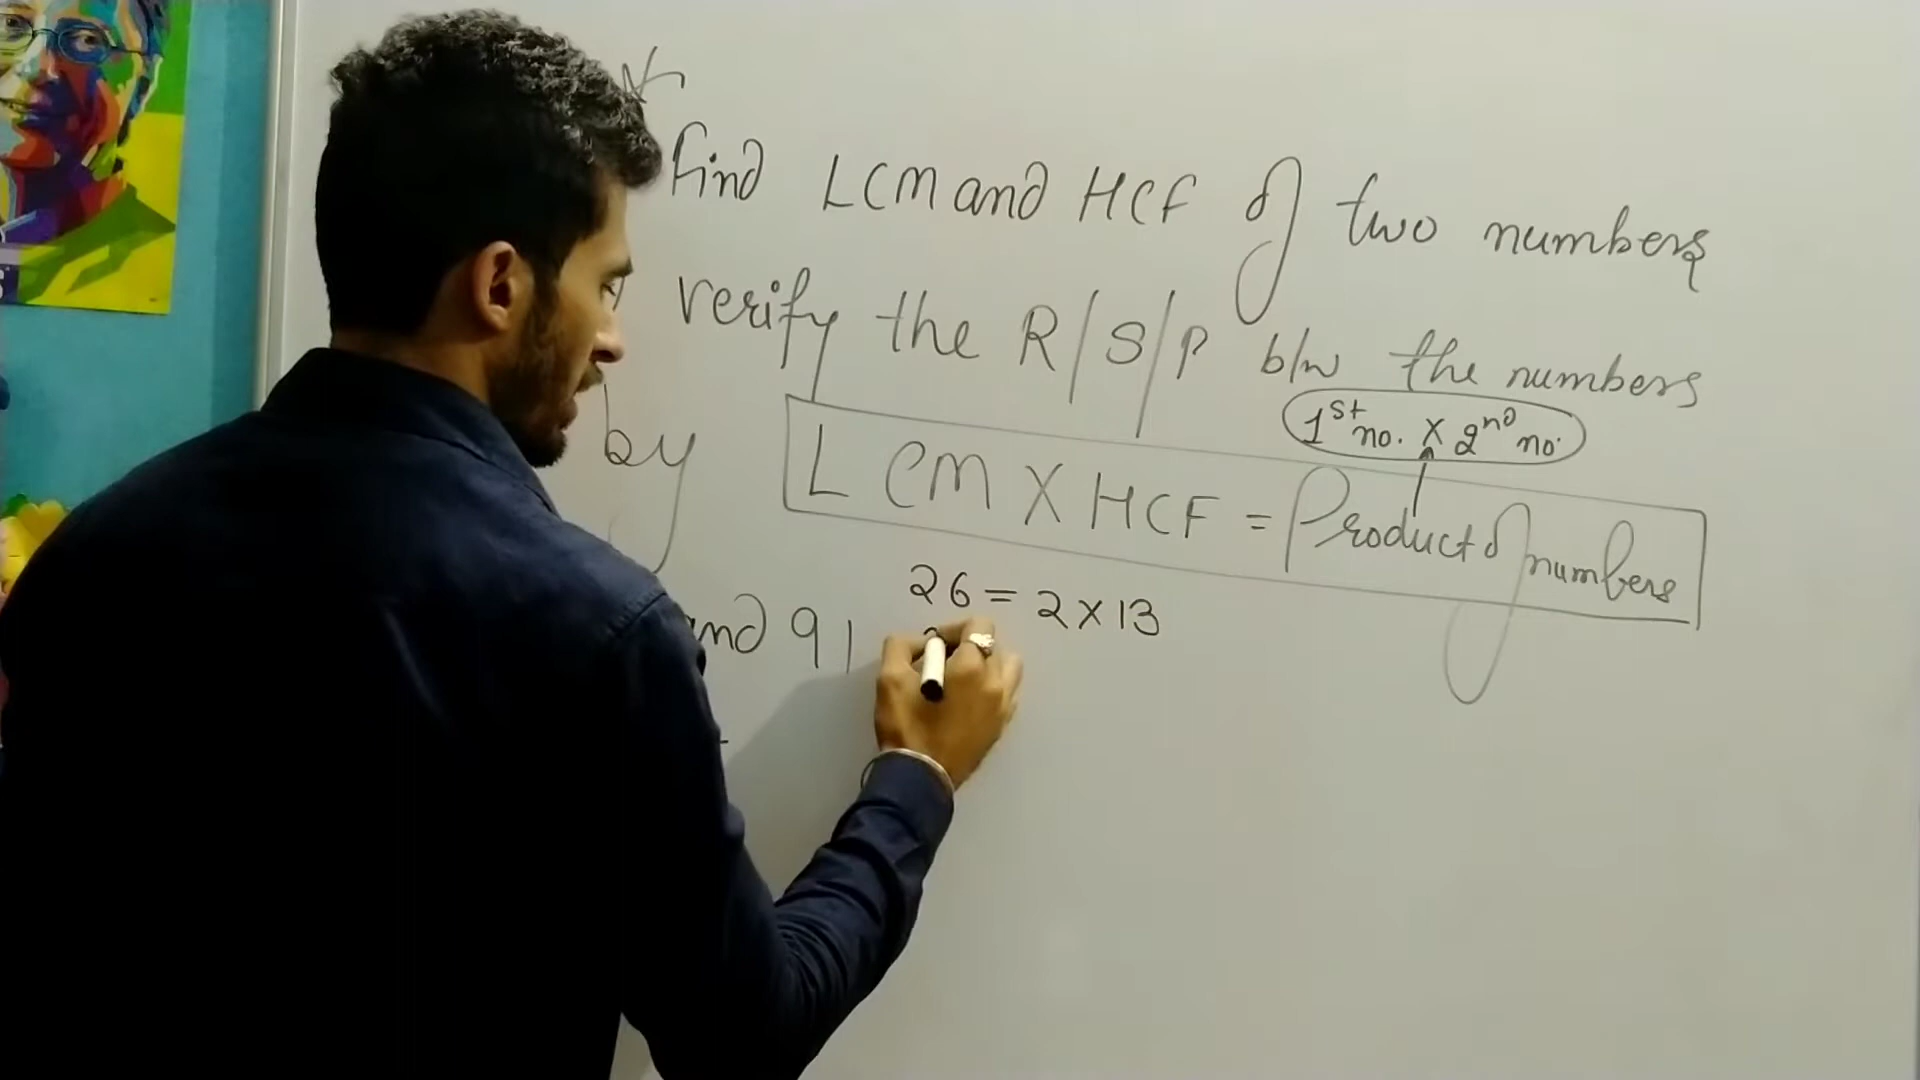 Find LCM and HCF of two numbers
verify the R/S/P b/w the numbers
1st no. X 2nd no.
by LCM X HCF = Product of numbers
26 = 2 x 13
and 91